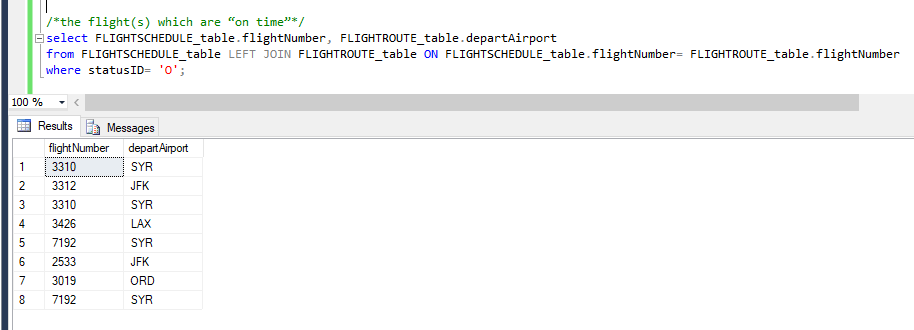 /*the flight(s) which are “on time”*/
select FLIGHTSCHEDULE_table.flightNumber, FLIGHTROUTE_table.departAirport
from FLIGHTSCHEDULE_table LEFT JOIN FLIGHTROUTE_table ON FLIGHTSCHEDULE_table.flightNumber= FLIGHTROUTE_table.flightNumber
where statusID= 'O';
100 %
Results Messages
flightNumber departAirport
1 3310 SYR
2 3312 JFK
3 3310 SYR
4 3426 LAX
5 7192 SYR
6 2533 JFK
7 3019 ORD
8 7192 SYR